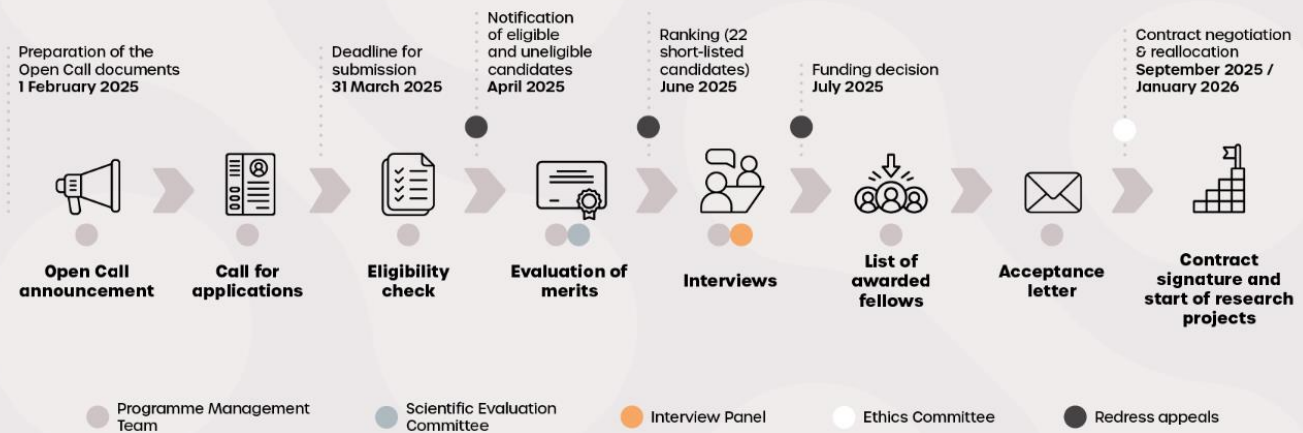 Preparation of the
Open Call documents
1 February 2025
Deadline for
submission
31 March 2025
Notification
of eligible
and uneligible
candidates
April 2025
Ranking (22
short-listed
candidates)
June 2025
Funding decision
July 2025
Contract negotiation
& reallocation
September 2025 /
January 2026
Open Call
announcement
Call for
applications
Eligibility
check
Evaluation of
merits
Interviews
List of
awarded
fellows
Acceptance
letter
Contract
signature and
start of research
projects
Programme Management
Team
Scientific Evaluation
Committee
Interview Panel
Ethics Committee
Redress appeals